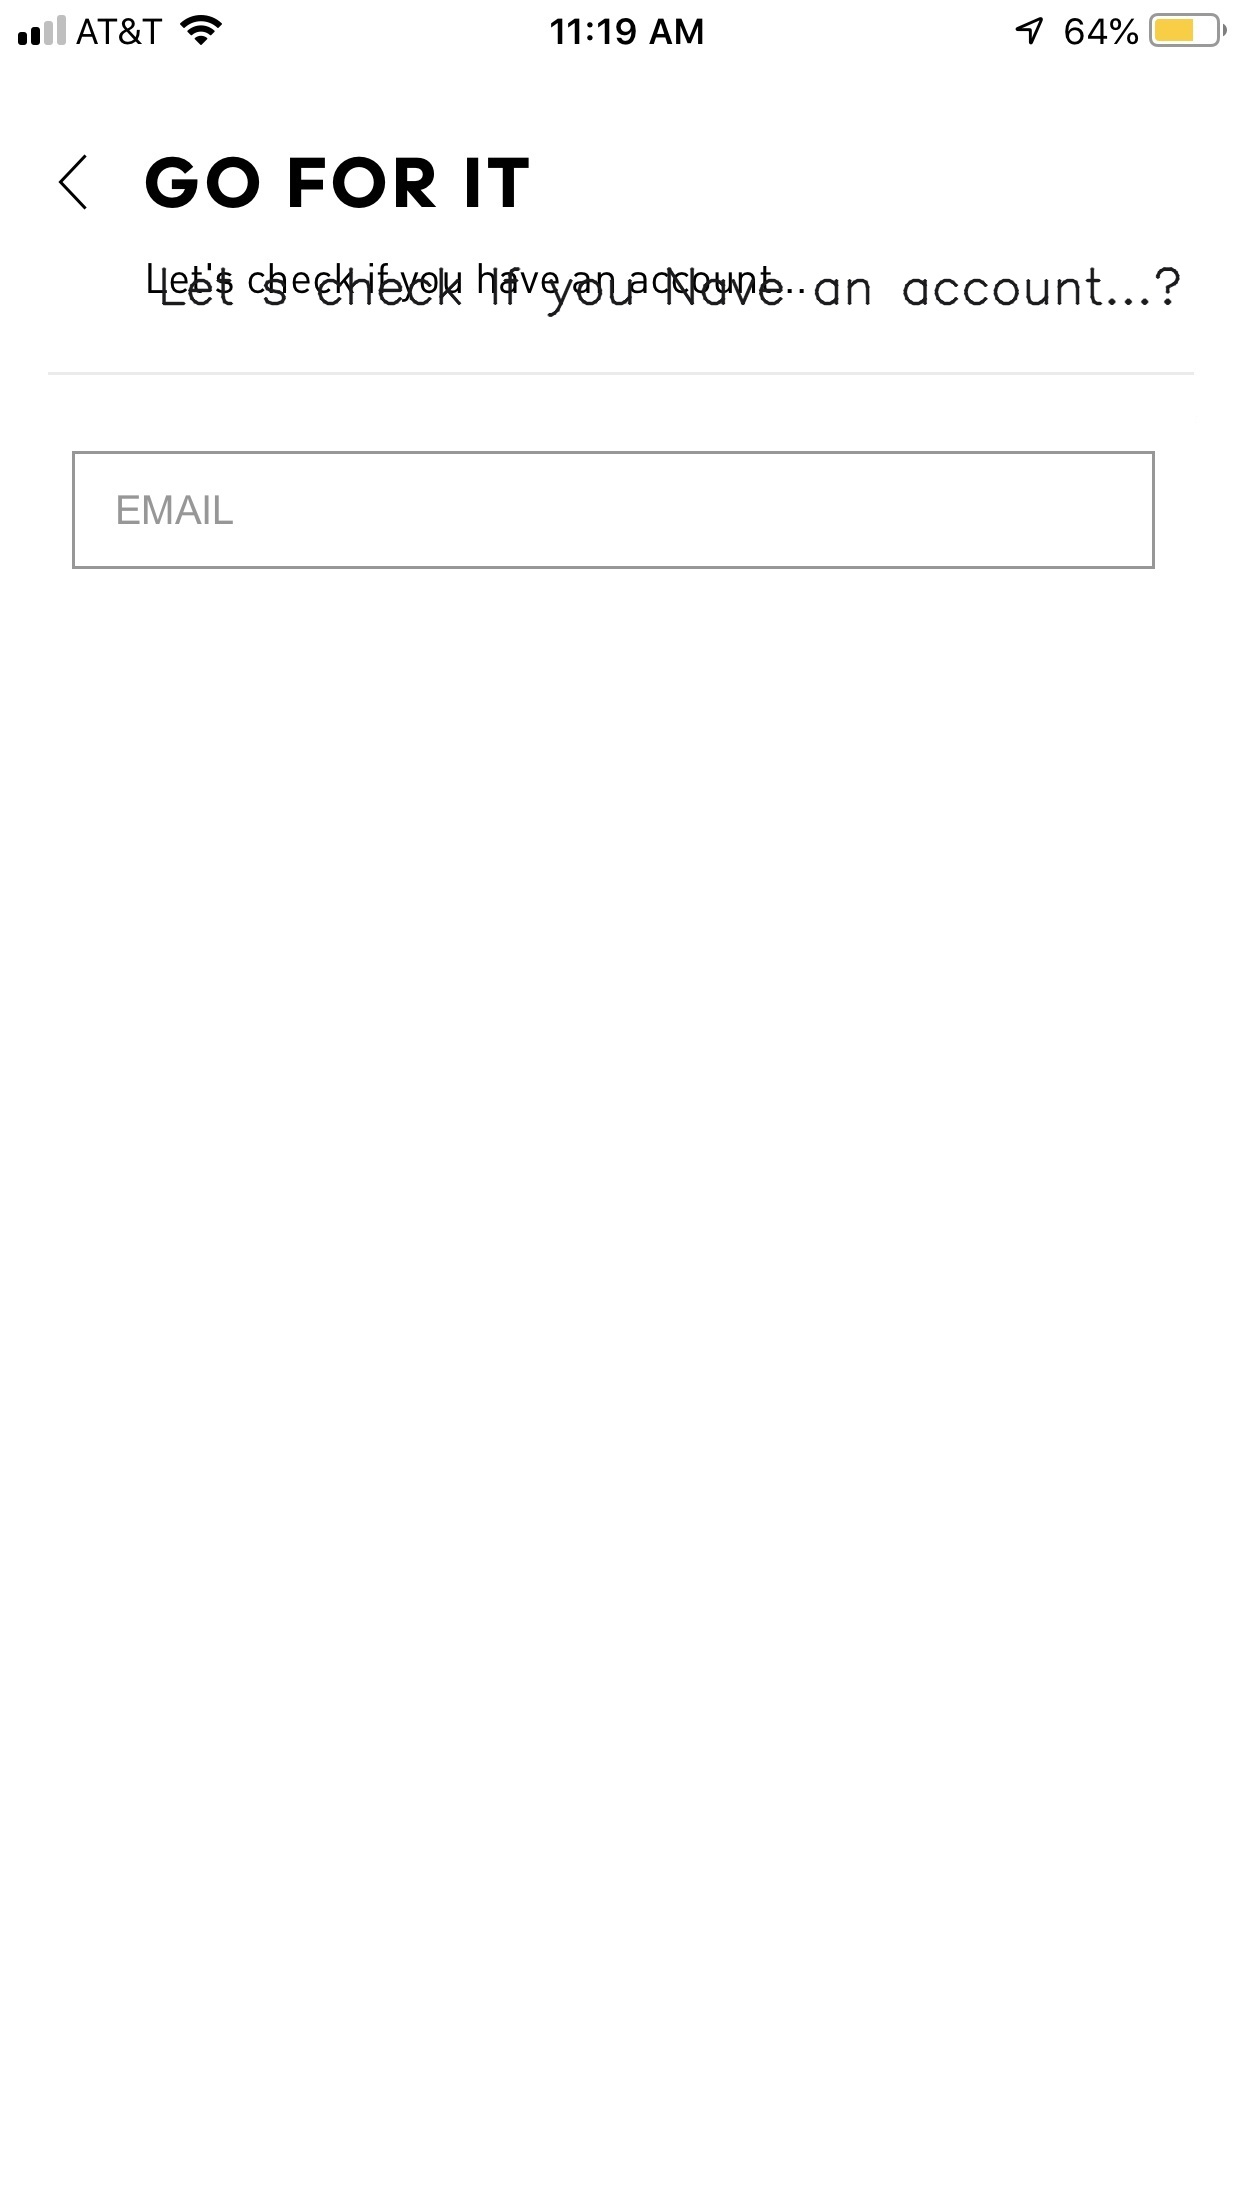 AT&T 11:19 AM 64%
GO FOR IT
Let's check if you have an account...
Let s check If you Nave an account...?
EMAIL